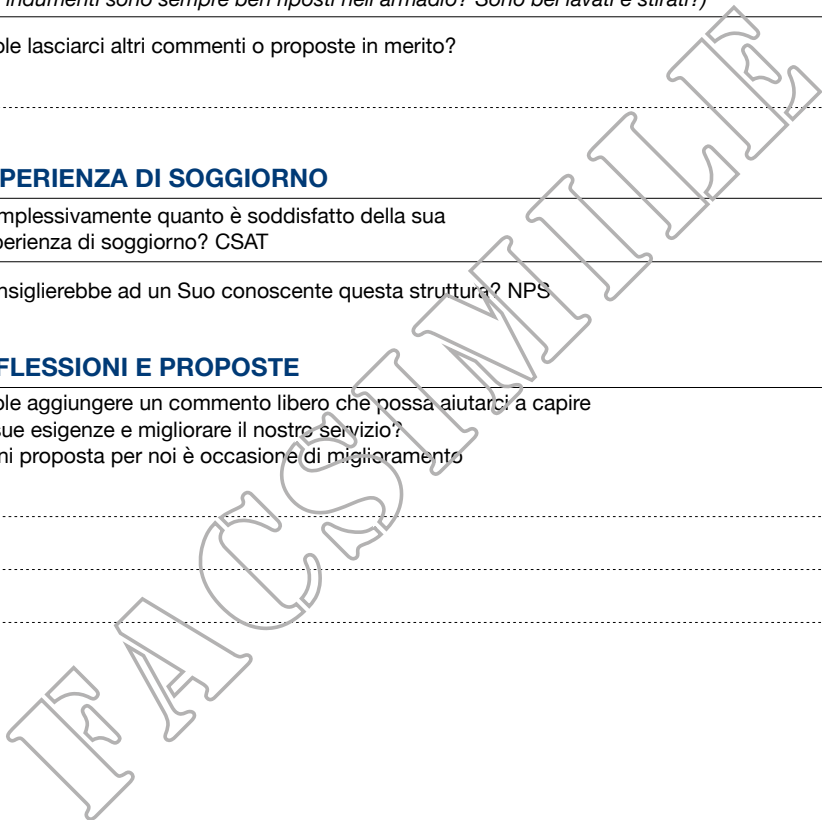 indumenti sono sempre ben riposti nell'armadio? Sono bei lavati e stirati?)
ole lasciarci altri commenti o proposte in merito?
PERIENZA DI SOGGIORNO
mplessivamente quanto è soddisfatto della sua
perienza di soggiorno? CSAT
nsiglierebbe ad un Suo conoscente questa struttura? NPS
FLESSIONI E PROPOSTE
ole aggiungere un commento libero che possa aiutarci a capire
sue esigenze e migliorare il nostro servizio?
ni proposta per noi è occasione di miglioramento
FACSIMILE